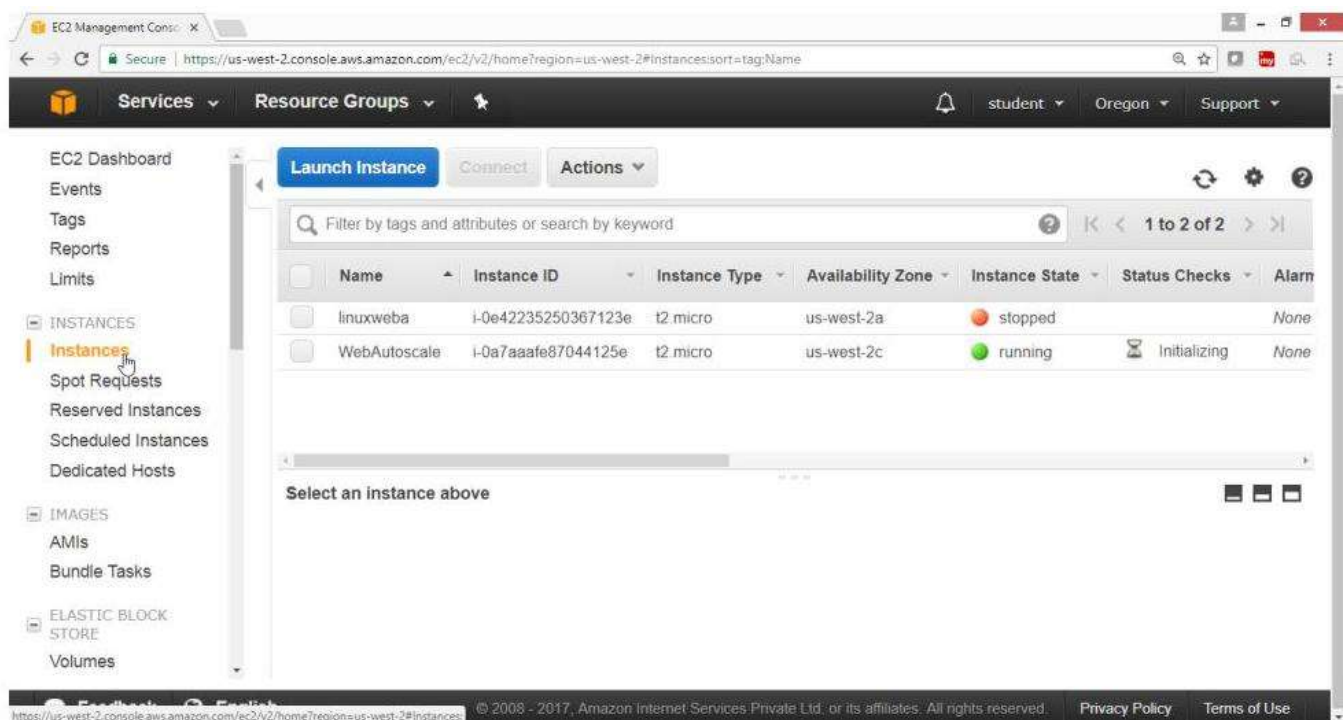 EC2 Management Conso
Secure | https://us-west-2.console.aws.amazon.com/ec2/v2/home?region=us-west-2#Instances:sort=tag:Name
my
Services Resource Groups student Oregon Support
EC2 Dashboard
Events
Tags
Reports
Limits
INSTANCES
Instances
Spot Requests
Reserved Instances
Scheduled Instances
Dedicated Hosts
IMAGES
AMIs
Bundle Tasks
ELASTIC BLOCK
STORE
Volumes
Launch Instance Connect Actions
Filter by tags and attributes or search by keyword 1 to 2 of 2
Name Instance ID Instance Type Availability Zone Instance State Status Checks Alarm
linuxweba i-0e42235250367123e t2.micro us-west-2a stopped None
WebAutoscale i-0a7aaafe87044125e t2.micro us-west-2c running Initializing None
Select an instance above
Feedback English © 2008 - 2017, Amazon Internet Services Private Ltd. or its affiliates. All rights reserved. Privacy Policy Terms of Use
https://us-west-2.console.aws.amazon.com/ec2/v2/home?region=us-west-2#Instances: